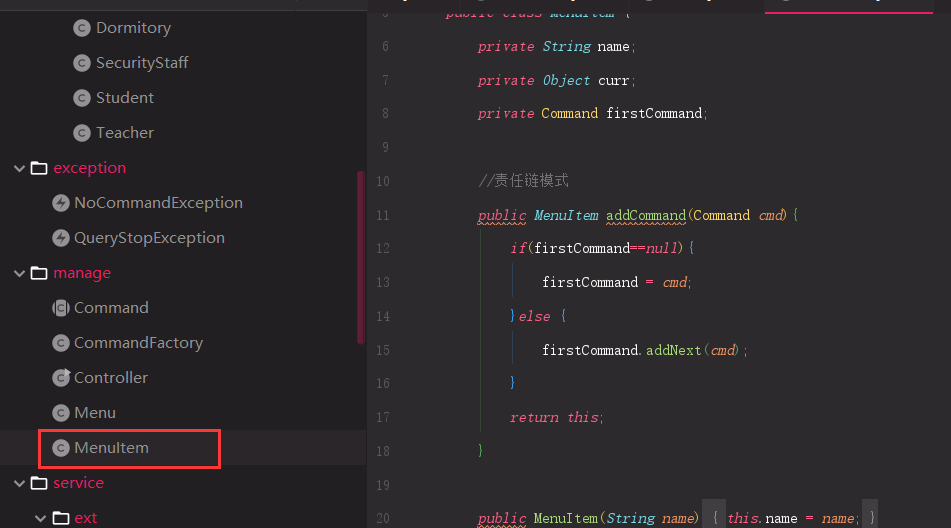 Dormitory
SecurityStaff
Student
Teacher
exception
NoCommandException
QueryStopException
manage
Command
CommandFactory
Controller
Menu
MenuItem
service
ext
public class MenuItem {
6 private String name;
7 private Object curr;
8 private Command firstCommand;
9
10 //责任链模式
11 public MenuItem addCommand(Command cmd){
12 if(firstCommand==null){
13 firstCommand = cmd;
14 }else {
15 firstCommand.addNext(cmd);
16 }
17 return this;
18 }
19
20 public MenuItem(String name) { this.name = name; }